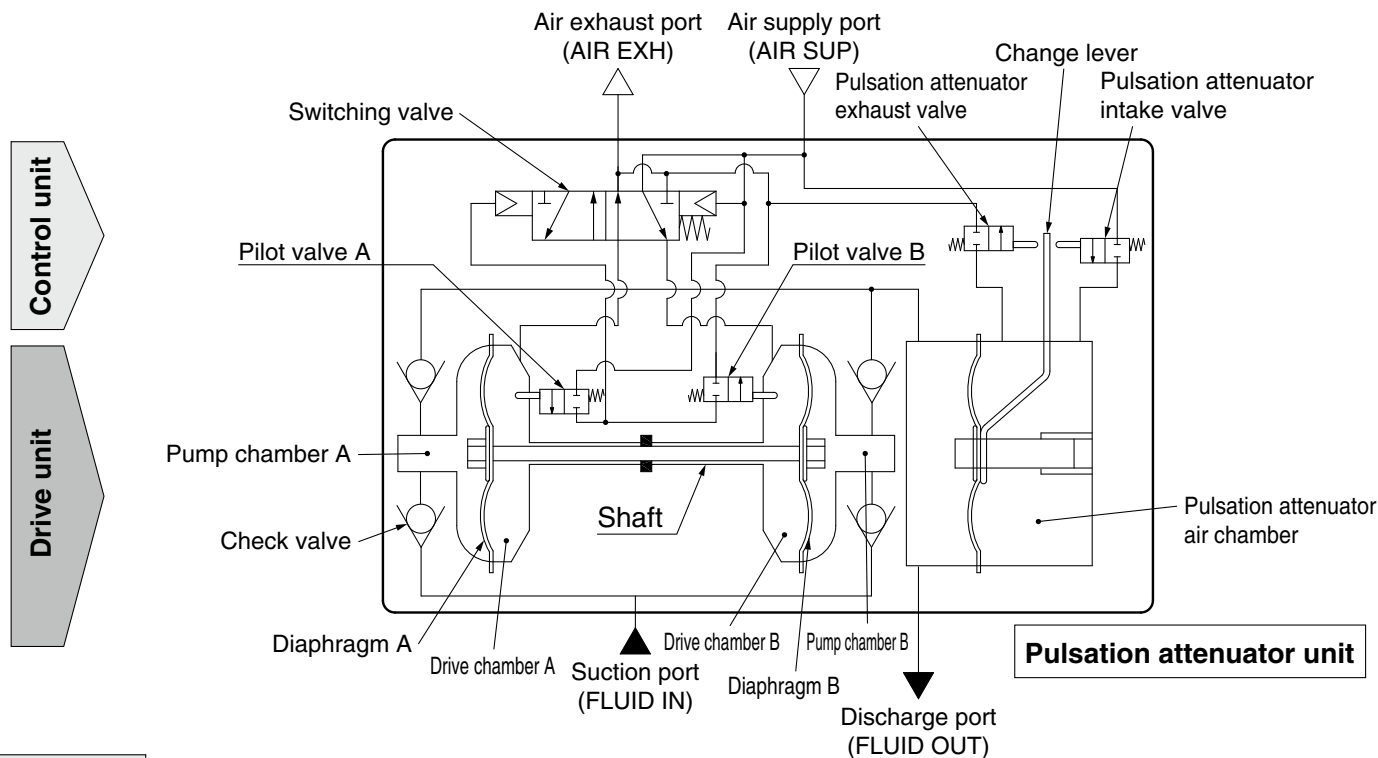 Air exhaust port
(AIR EXH)
Air supply port
(AIR SUP)
Change lever
Pulsation attenuator
exhaust valve
Pulsation attenuator
intake valve
Switching valve
Control unit
Pilot valve A
Pilot valve B
Drive unit
Pump chamber A
Shaft
Check valve
Pulsation attenuator
air chamber
Diaphragm A
Drive chamber A
Suction port
(FLUID IN)
Drive chamber B
Pump chamber B
Diaphragm B
Pulsation attenuator unit
Discharge port
(FLUID OUT)